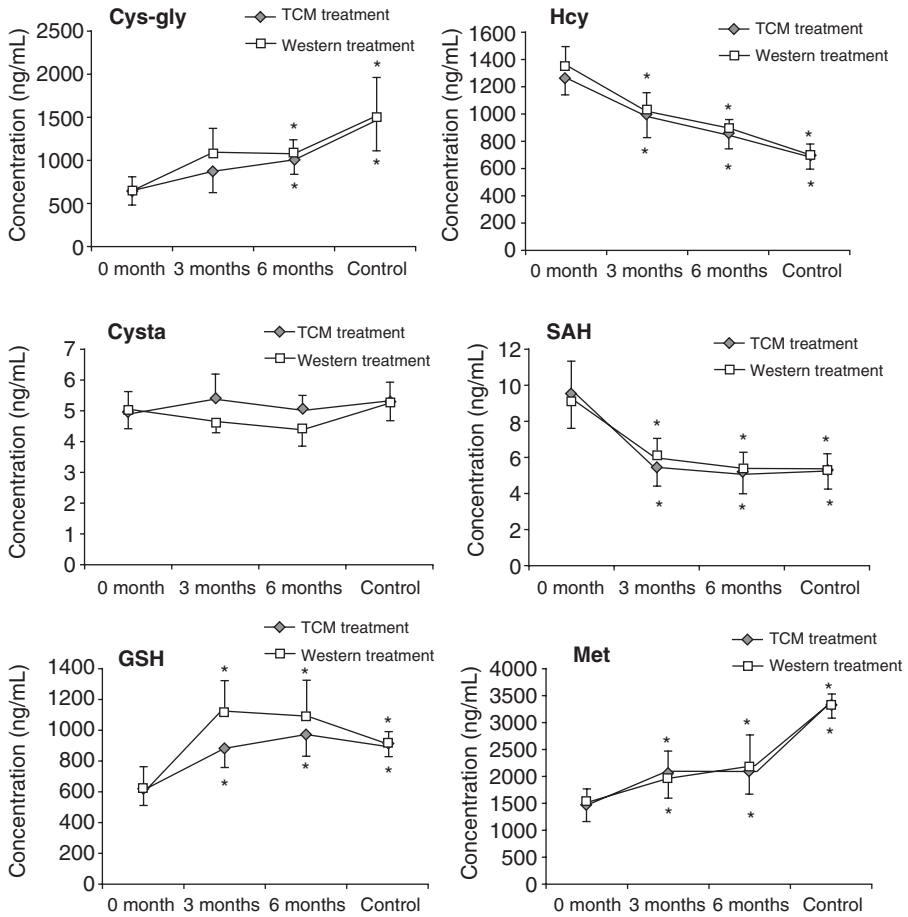 Cys-gly
TCM treatment
Western treatment
Concentration (ng/mL)
2500
2000
1500
1000
500
0
* *
* *
0 month 3 months 6 months Control
Hcy
TCM treatment
Western treatment
Concentration (ng/mL)
1600
1400
1200
1000
800
600
400
200
0
* * *
* * *
0 month 3 months 6 months Control
Cysta
TCM treatment
Western treatment
Concentration (ng/mL)
7
6
5
4
3
2
1
0
0 month 3 months 6 months Control
SAH
TCM treatment
Western treatment
Concentration (ng/mL)
12
10
8
6
4
2
0
* * *
* * *
0 month 3 months 6 months Control
GSH
TCM treatment
Western treatment
Concentration (ng/mL)
1400
1200
1000
800
600
400
200
0
* * *
* * *
0 month 3 months 6 months Control
Met
TCM treatment
Western treatment
Concentration (ng/mL)
4000
3500
3000
2500
2000
1500
1000
500
0
* * *
* * *
0 month 3 months 6 months Control